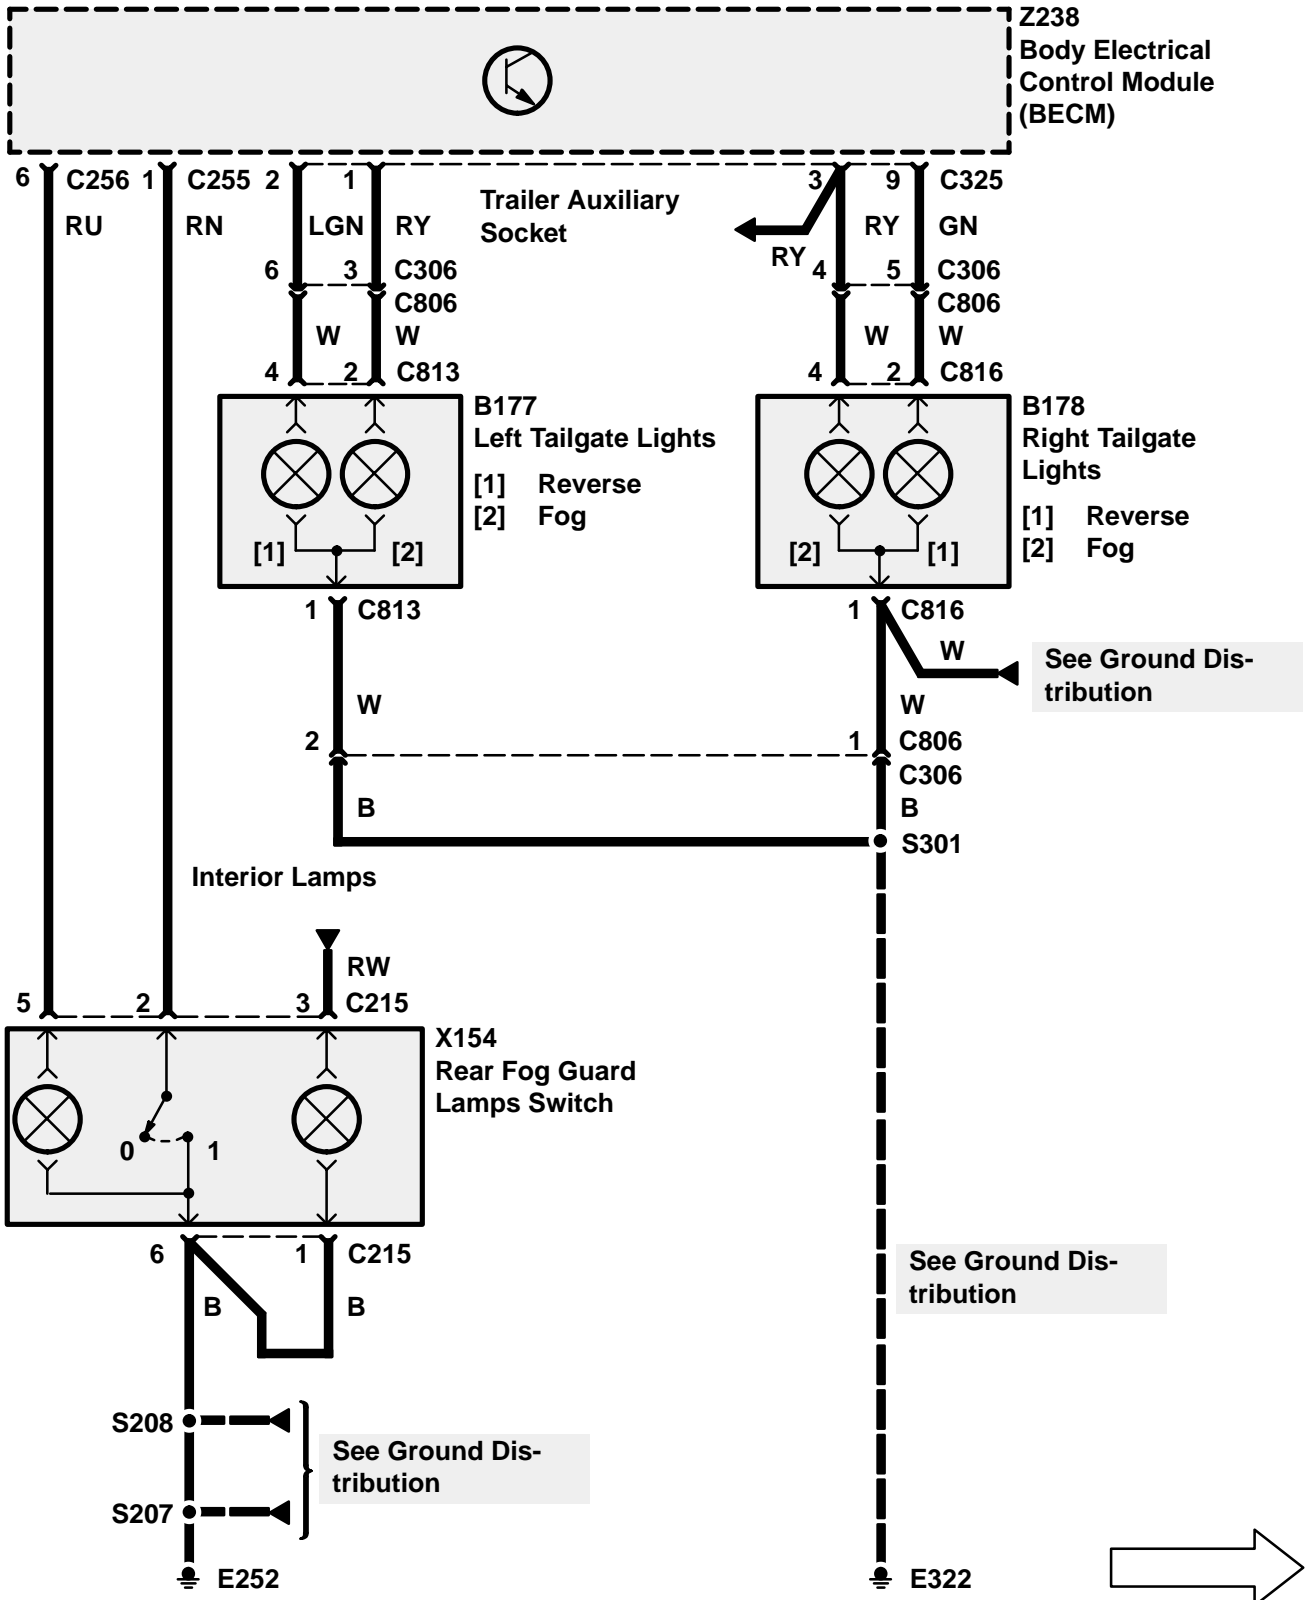 Z238
Body Electrical
Control Module
(BECM)
6 C256 1 C255 2 1 3 9 C325
Trailer Auxiliary
Socket
RU RN LGN RY RY GN
RY
6 3 C306 4 5 C306
C806 C806
W W W W
4 2 C813 4 2 C816
B177
Left Tailgate Lights
[1] Reverse
[2] Fog
B178
Right Tailgate
Lights
[1] Reverse
[2] Fog
[1] [2] [2] [1]
1 C813 1 C816
W
See Ground Dis-
tribution
W W
2 1 C806
C306
B B
S301
Interior Lamps
RW
5 2 3 C215
X154
Rear Fog Guard
Lamps Switch
0 1
6 1 C215
See Ground Dis-
tribution
B B
S208
See Ground Dis-
tribution
S207
E252 E322